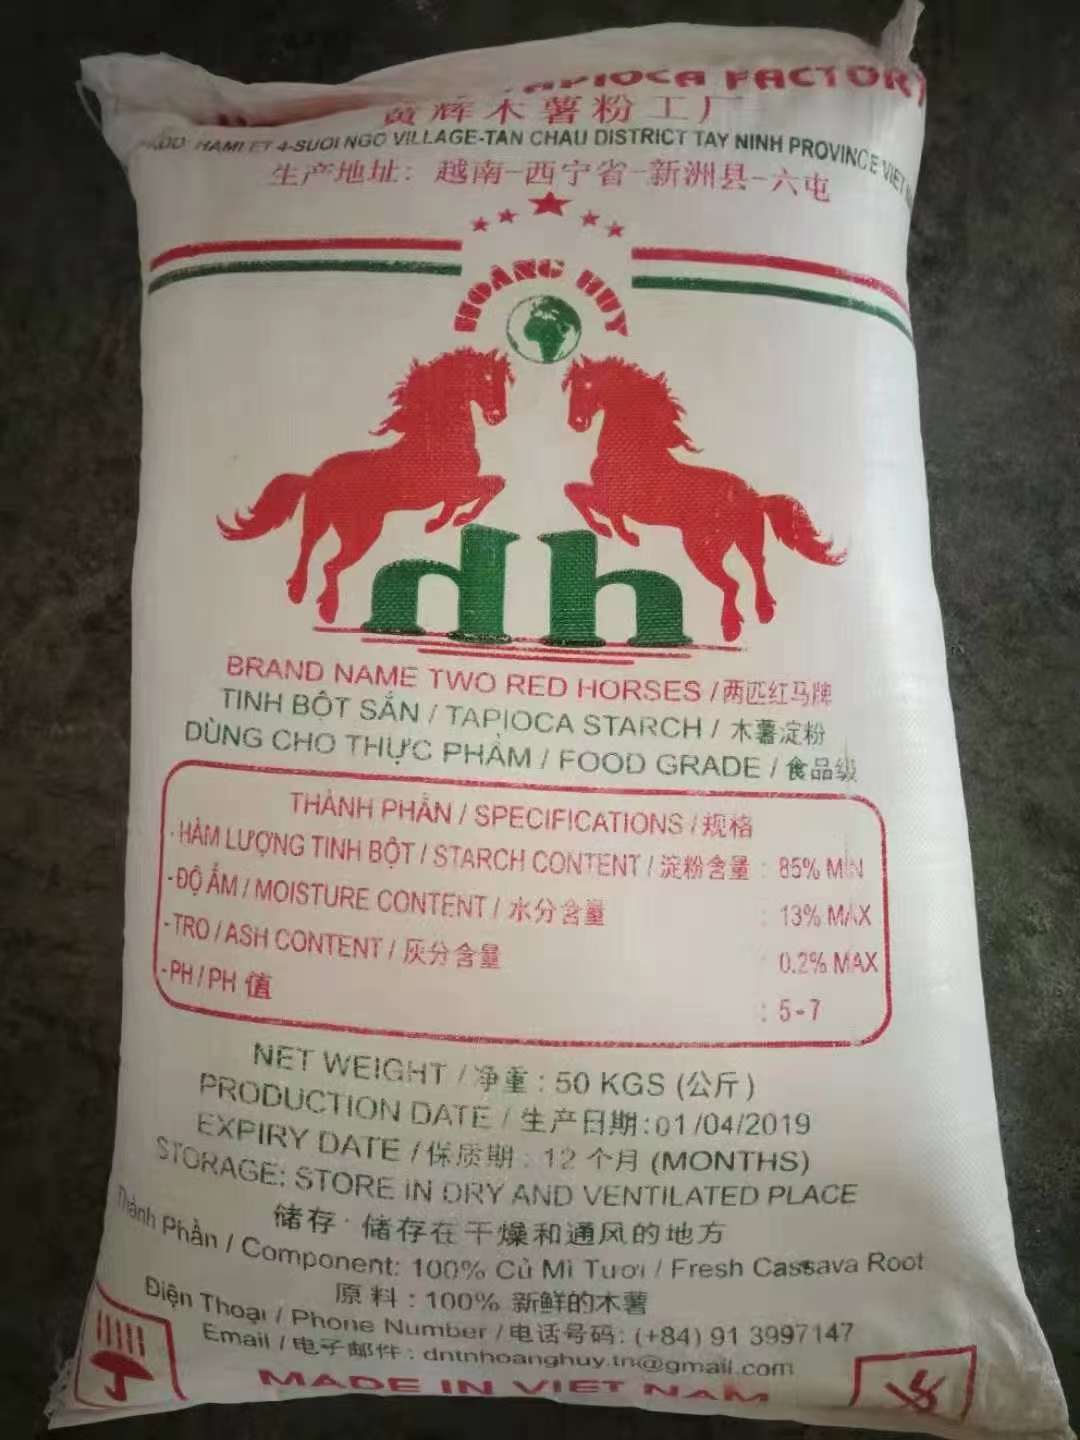 TAPIOCA FACTORY
黄辉木薯粉工厂
HAMLET 4-SUOI NGO VILLAGE-TAN CHAU DISTRICT TAY NINH PROVINCE VIET
生产地址：越南-西宁省-新洲县-六屯
HOÀNG HUY
dh
BRAND NAME TWO RED HORSES / 两匹红马牌
TINH BỘT SẮN / TAPIOCA STARCH / 木薯淀粉
DÙNG CHO THỰC PHẨM / FOOD GRADE / 食品级
THÀNH PHẦN / SPECIFICATIONS / 规格
-HÀM LƯỢNG TINH BỘT / STARCH CONTENT / 淀粉含量 : 85% MIN
-ĐỘ ẨM / MOISTURE CONTENT / 水分含量 : 13% MAX
-TRO / ASH CONTENT / 灰分含量 : 0.2% MAX
-PH / PH 值 : 5-7
NET WEIGHT / 净重 : 50 KGS (公斤)
PRODUCTION DATE / 生产日期: 01/04/2019
EXPIRY DATE / 保质期 : 12 个月 (MONTHS)
STORAGE: STORE IN DRY AND VENTILATED PLACE
储存 : 储存在干燥和通风的地方
Thành Phần / Component: 100% Củ Mì Tươi / Fresh Cassava Root
原料 : 100% 新鲜的木薯
Điện Thoại / Phone Number / 电话号码: (+84) 91 3997147
Email / 电子邮件 : dntnhoanghuy.tn@gmail.com
MADE IN VIET NAM